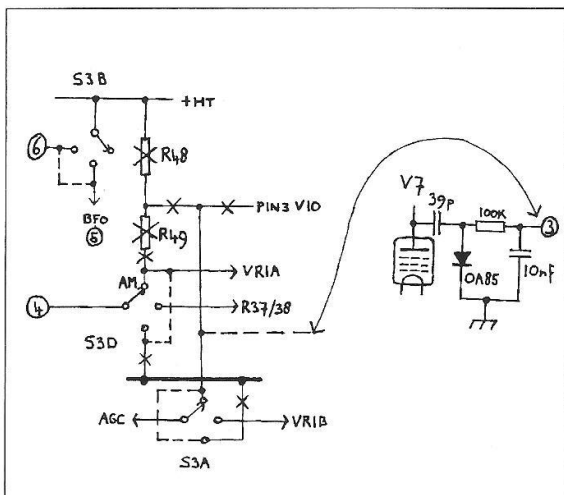 S3B
+HT
6
R48
BFO
5
PIN3 V10
R49
AM
VR1A
4
R37/38
S3D
AGC
VR1B
S3A
V7
39p
100K
3
OA85
10nF